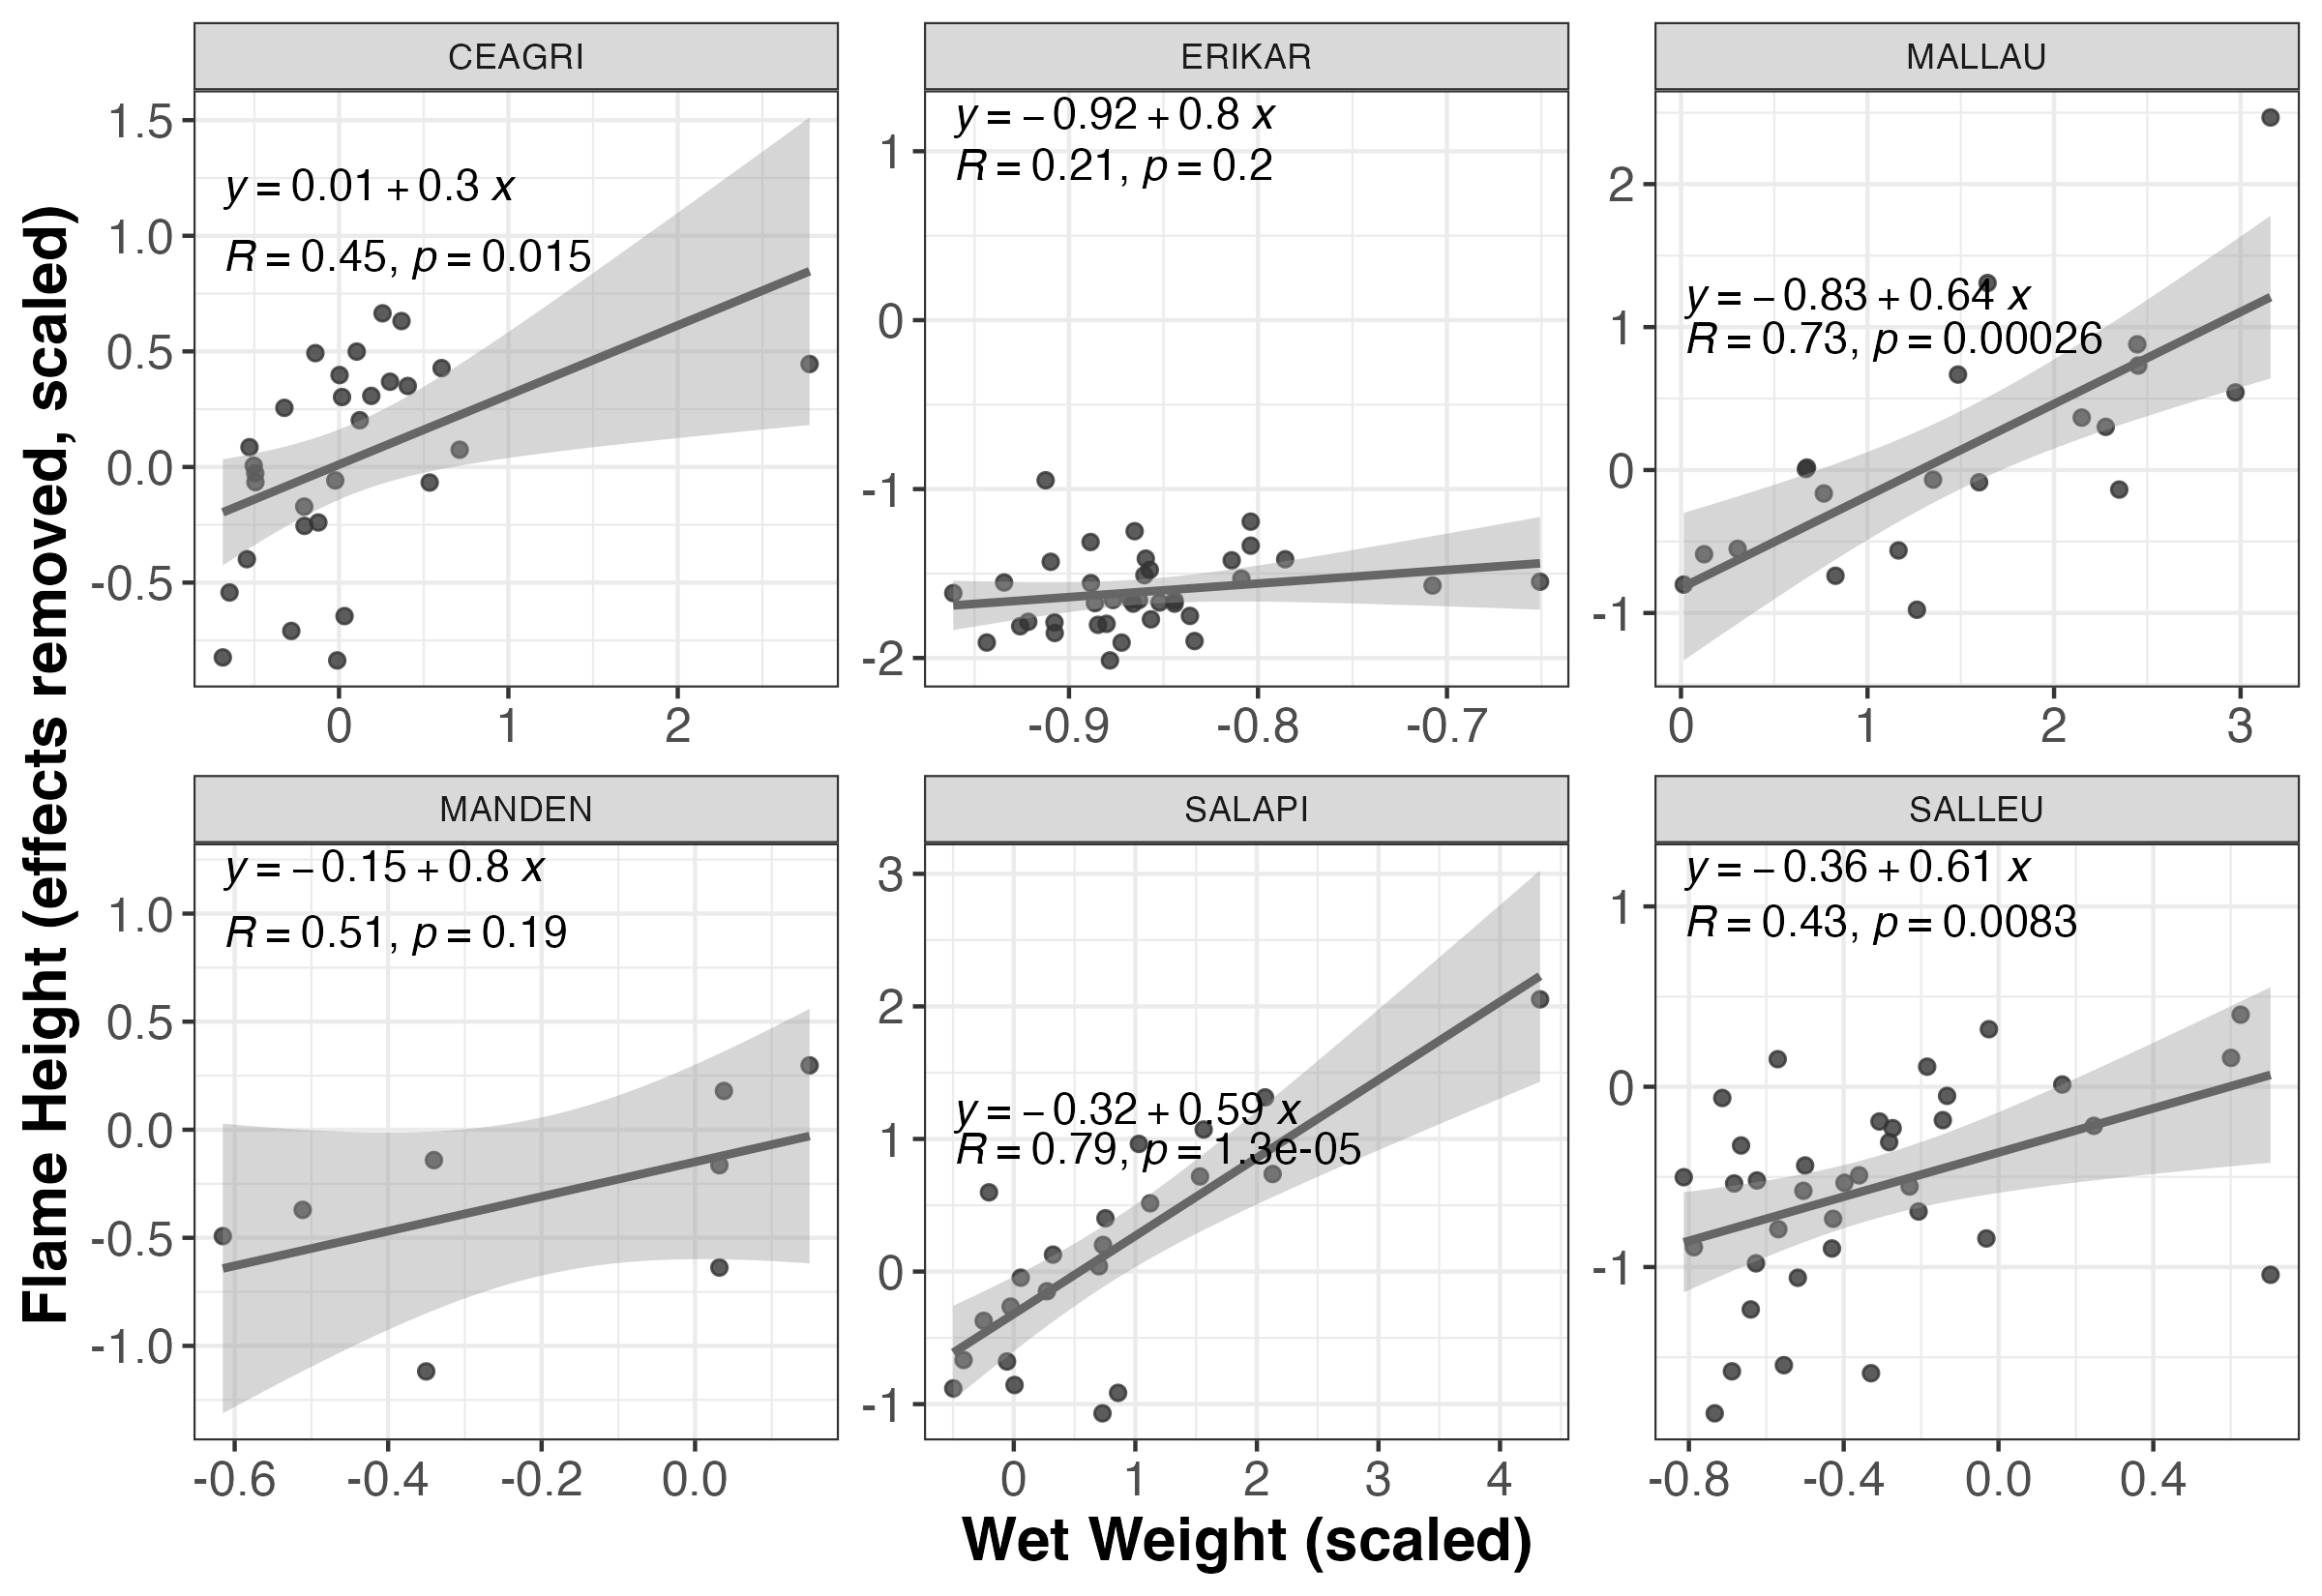 CEAGRI
ERIKAR
MALLAU
y = 0.01 + 0.3 x
R = 0.45, p = 0.015
y = − 0.92 + 0.8 x
R = 0.21, p = 0.2
y = − 0.83 + 0.64 x
R = 0.73, p = 0.00026
1.5
1.0
0.5
0.0
-0.5
1
0
-1
-2
2
1
0
-1
0 1 2
-0.9 -0.8 -0.7
0 1 2 3
MANDEN
SALAPI
SALLEU
y = − 0.15 + 0.8 x
R = 0.51, p = 0.19
y = − 0.32 + 0.59 x
R = 0.79, p = 1.3e-05
y = − 0.36 + 0.61 x
R = 0.43, p = 0.0083
1.0
0.5
0.0
-0.5
-1.0
3
2
1
0
-1
1
0
-1
-0.6 -0.4 -0.2 0.0
0 1 2 3 4
-0.8 -0.4 0.0 0.4
Flame Height (effects removed, scaled)
Wet Weight (scaled)